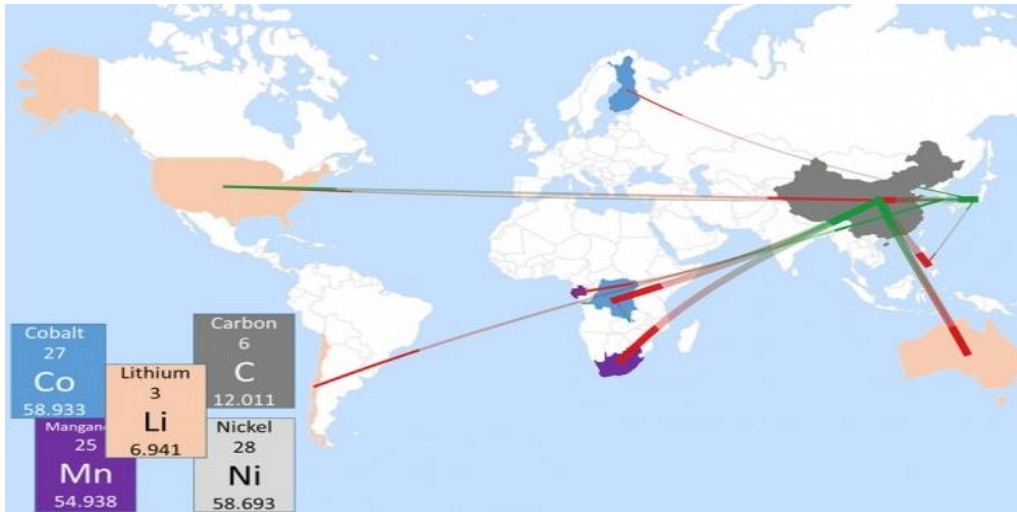 Cobalt
27
Co
58.933
Carbon
6
C
12.011
Lithium
3
Li
6.941
Mangan
25
Mn
54.938
Nickel
28
Ni
58.693